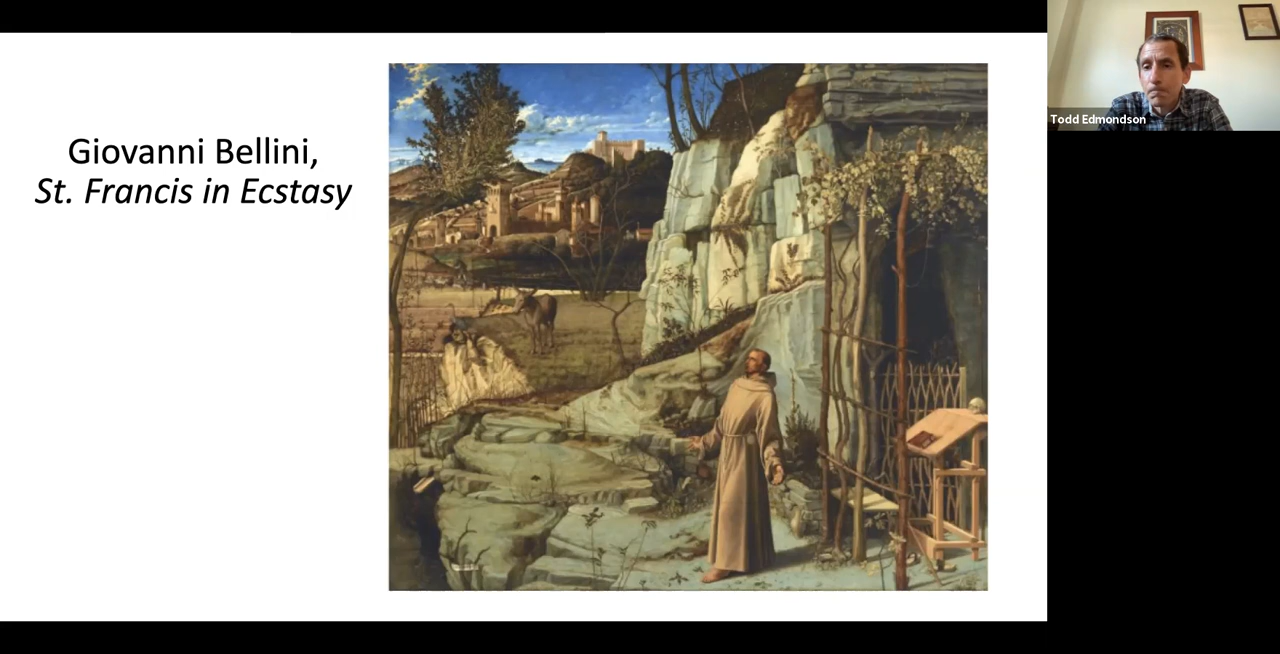 Giovanni Bellini,
St. Francis in Ecstasy
Todd Edmondson